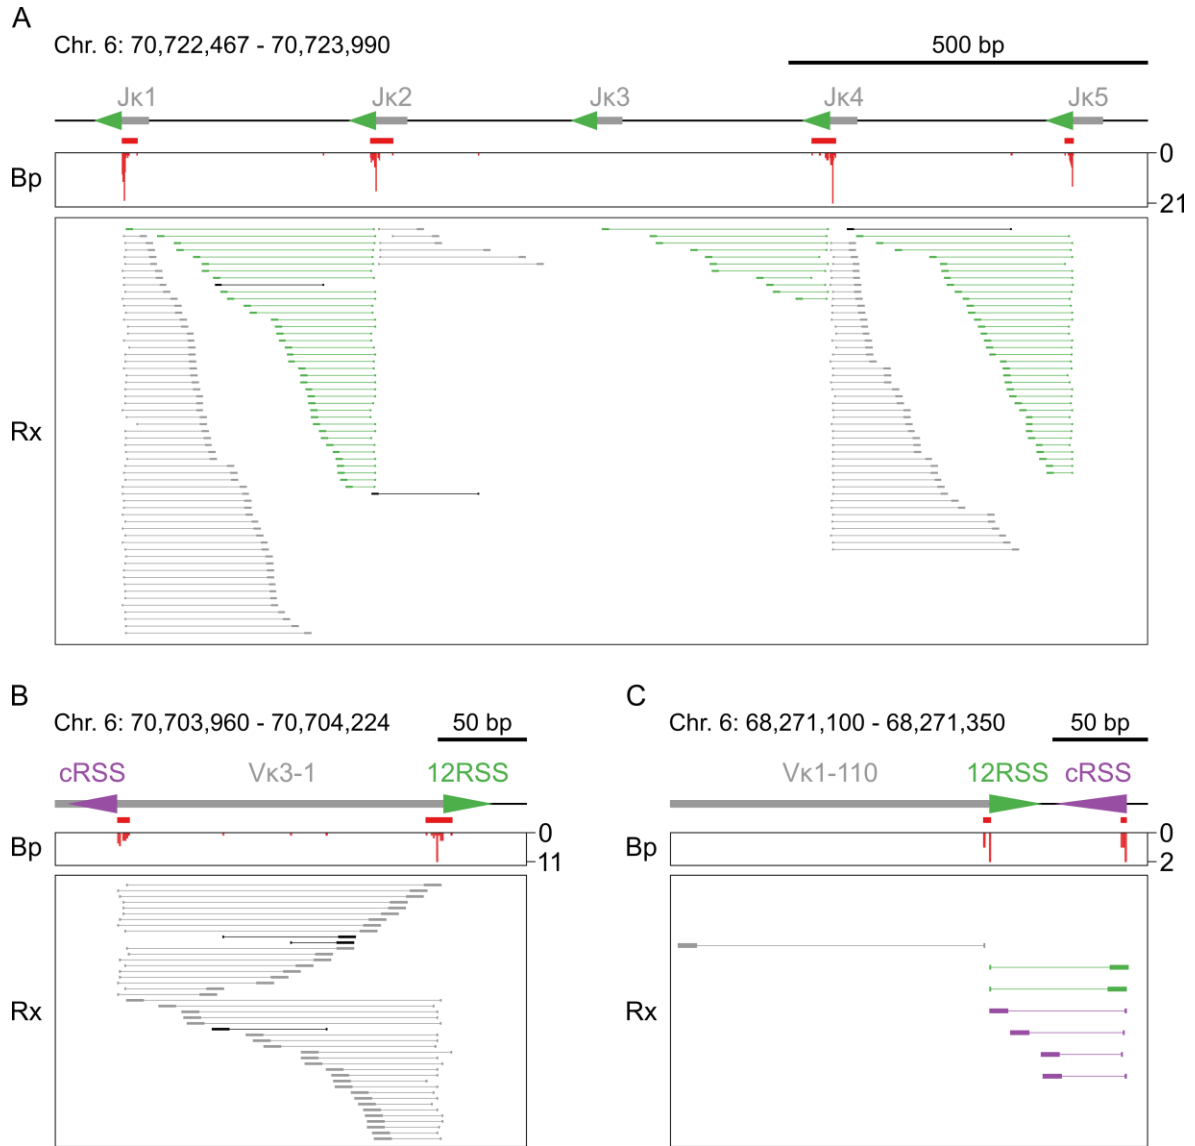 A
Chr. 6: 70,722,467 - 70,723,990
500 bp
Jκ1 Jκ2 Jκ3 Jκ4 Jκ5
Bp
0
21
Rx
B
Chr. 6: 70,703,960 - 70,704,224
50 bp
cRSS Vκ3-1 12RSS
Bp
0
11
Rx
C
Chr. 6: 68,271,100 - 68,271,350
50 bp
Vκ1-110 12RSS cRSS
Bp
0
2
Rx